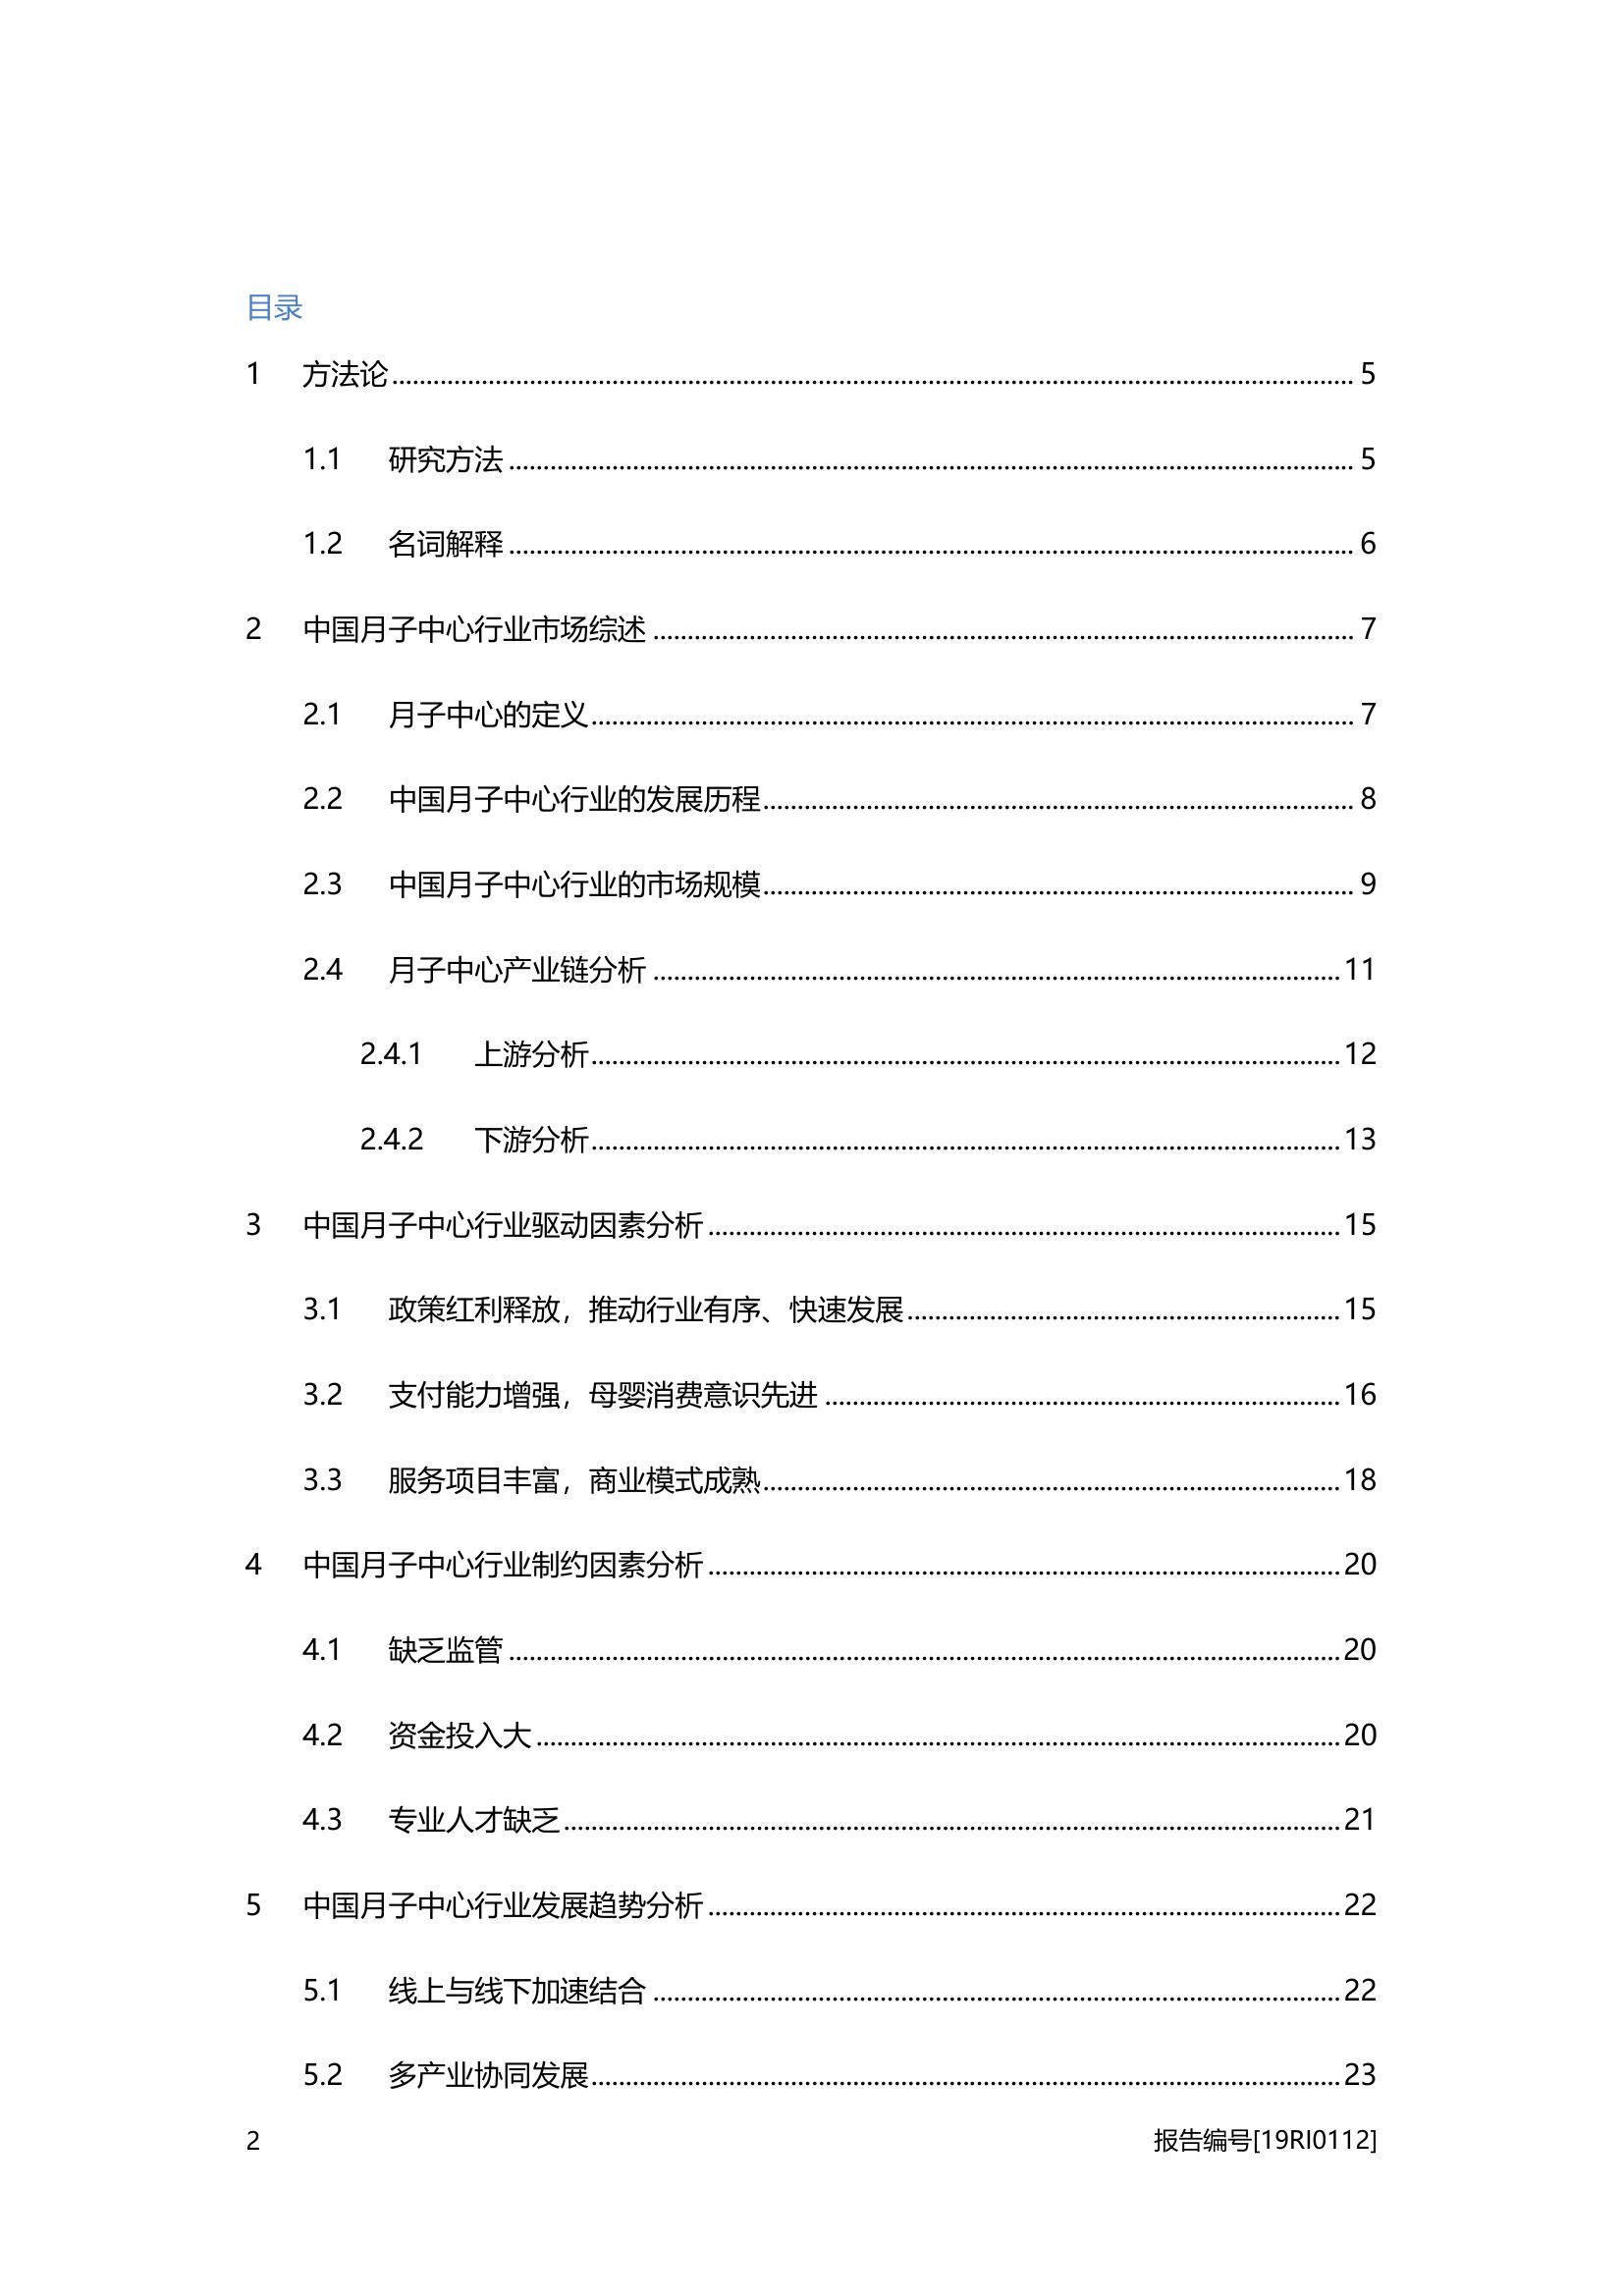 目录
1 方法论 5
1.1 研究方法 5
1.2 名词解释 6
2 中国月子中心行业市场综述 7
2.1 月子中心的定义 7
2.2 中国月子中心行业的发展历程 8
2.3 中国月子中心行业的市场规模 9
2.4 月子中心产业链分析 11
2.4.1 上游分析 12
2.4.2 下游分析 13
3 中国月子中心行业驱动因素分析 15
3.1 政策红利释放，推动行业有序、快速发展 15
3.2 支付能力增强，母婴消费意识先进 16
3.3 服务项目丰富，商业模式成熟 18
4 中国月子中心行业制约因素分析 20
4.1 缺乏监管 20
4.2 资金投入大 20
4.3 专业人才缺乏 21
5 中国月子中心行业发展趋势分析 22
5.1 线上与线下加速结合 22
5.2 多产业协同发展 23
2 报告编号[19RI0112]